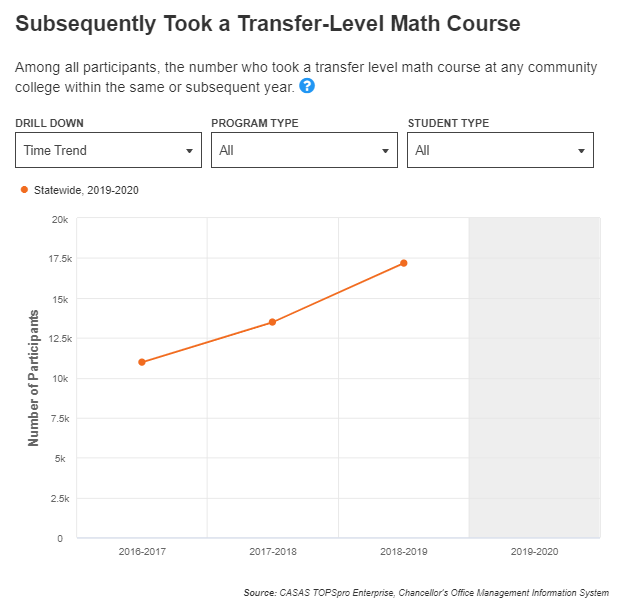 Subsequently Took a Transfer-Level Math Course
Among all participants, the number who took a transfer level math course at any community
college within the same or subsequent year. ?
DRILL DOWN PROGRAM TYPE STUDENT TYPE
Time Trend All All
Statewide, 2019-2020
Number of Participants
20k
17.5k
15k
12.5k
10k
7.5k
5k
2.5k
0
2016-2017 2017-2018 2018-2019 2019-2020
Source: CASAS TOPSpro Enterprise, Chancellor's Office Management Information System